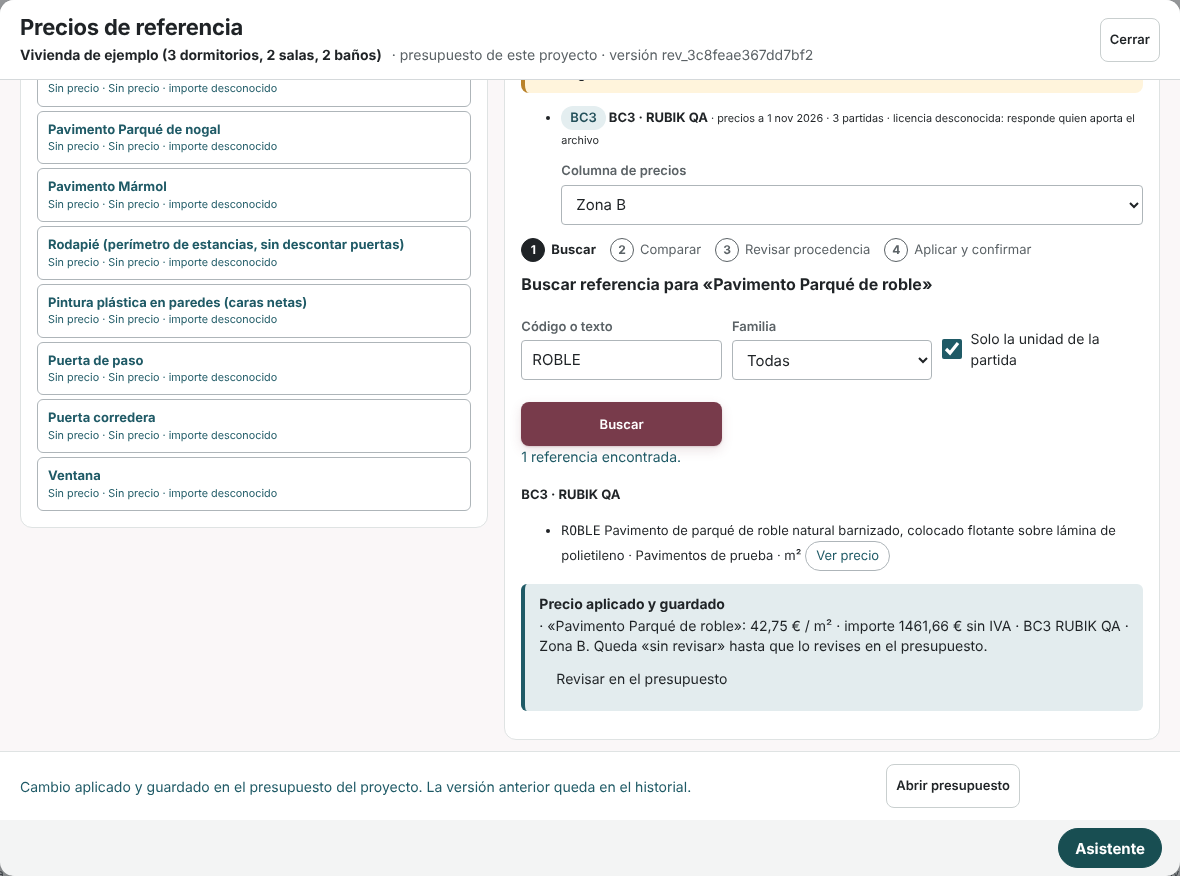 Precios de referencia
Vivienda de ejemplo (3 dormitorios, 2 salas, 2 baños) · presupuesto de este proyecto · versión rev_3c8feae367dd7bf2
Cerrar
Sin precio · Sin precio · importe desconocido
Pavimento Parqué de nogal
Sin precio · Sin precio · importe desconocido
Pavimento Mármol
Sin precio · Sin precio · importe desconocido
Rodapié (perímetro de estancias, sin descontar puertas)
Sin precio · Sin precio · importe desconocido
Pintura plástica en paredes (caras netas)
Sin precio · Sin precio · importe desconocido
Puerta de paso
Sin precio · Sin precio · importe desconocido
Puerta corredera
Sin precio · Sin precio · importe desconocido
Ventana
Sin precio · Sin precio · importe desconocido
• BC3 BC3 · RUBIK QA · precios a 1 nov 2026 · 3 partidas · licencia desconocida: responde quien aporta el
archivo
Columna de precios
Zona B
1 Buscar 2 Comparar 3 Revisar procedencia 4 Aplicar y confirmar
Buscar referencia para «Pavimento Parqué de roble»
Código o texto
ROBLE
Familia
Todas
Solo la unidad de la
partida
Buscar
1 referencia encontrada.
BC3 · RUBIK QA
• ROBLE Pavimento de parqué de roble natural barnizado, colocado flotante sobre lámina de
polietileno · Pavimentos de prueba · m² Ver precio
Precio aplicado y guardado
· «Pavimento Parqué de roble»: 42,75 € / m² · importe 1461,66 € sin IVA · BC3 RUBIK QA ·
Zona B. Queda «sin revisar» hasta que lo revises en el presupuesto.
Revisar en el presupuesto
Cambio aplicado y guardado en el presupuesto del proyecto. La versión anterior queda en el historial.
Abrir presupuesto
Asistente